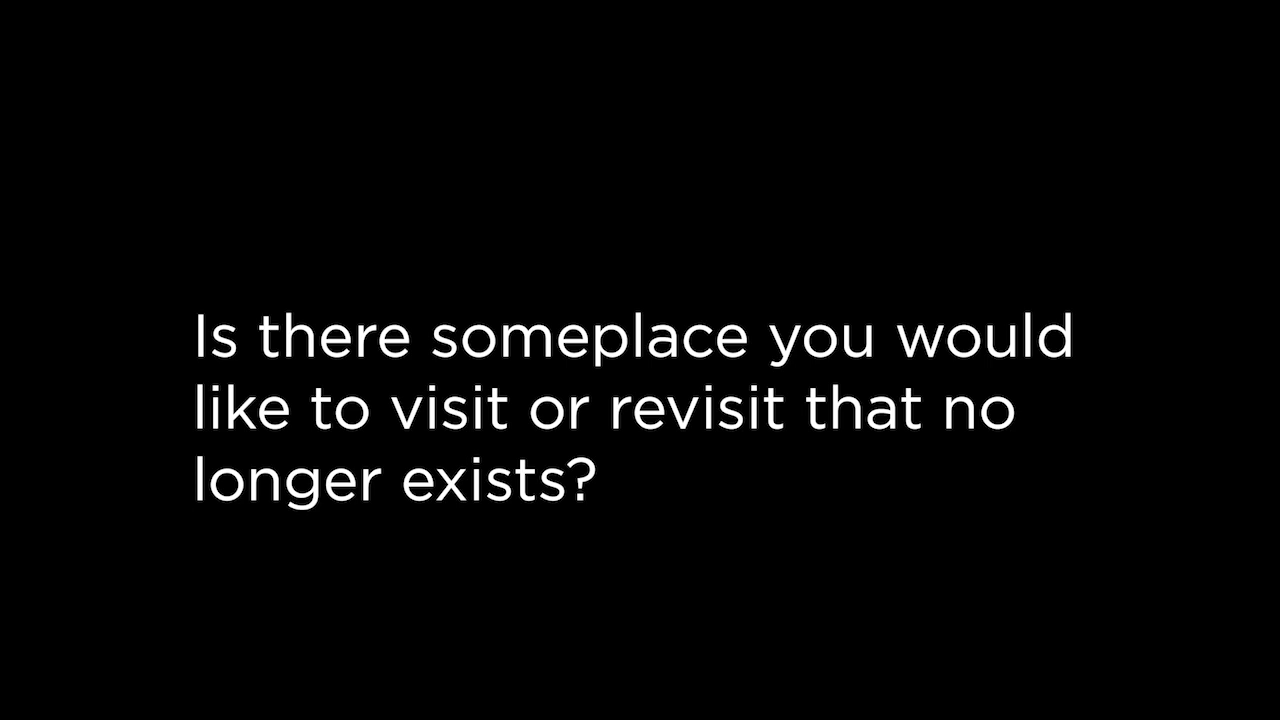 Is there someplace you would
like to visit or revisit that no
longer exists?